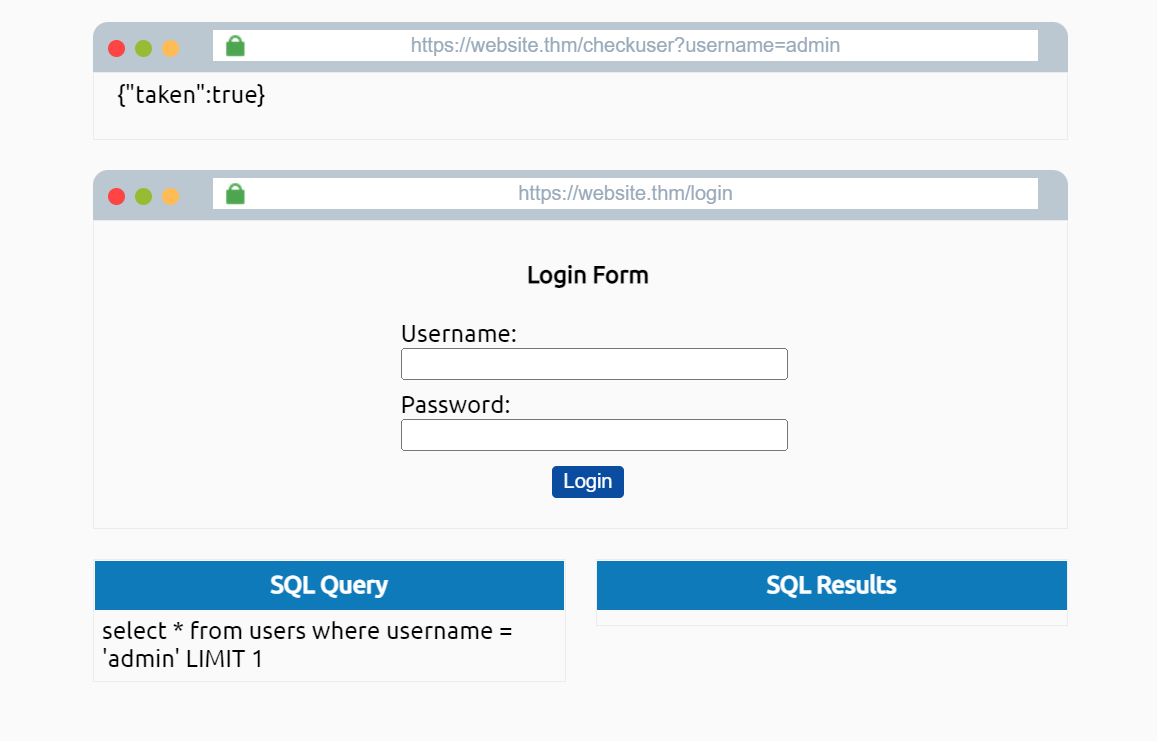 https://website.thm/checkuser?username=admin
{"taken":true}
https://website.thm/login
Login Form
Username:
Password:
Login
SQL Query
select * from users where username =
'admin' LIMIT 1
SQL Results